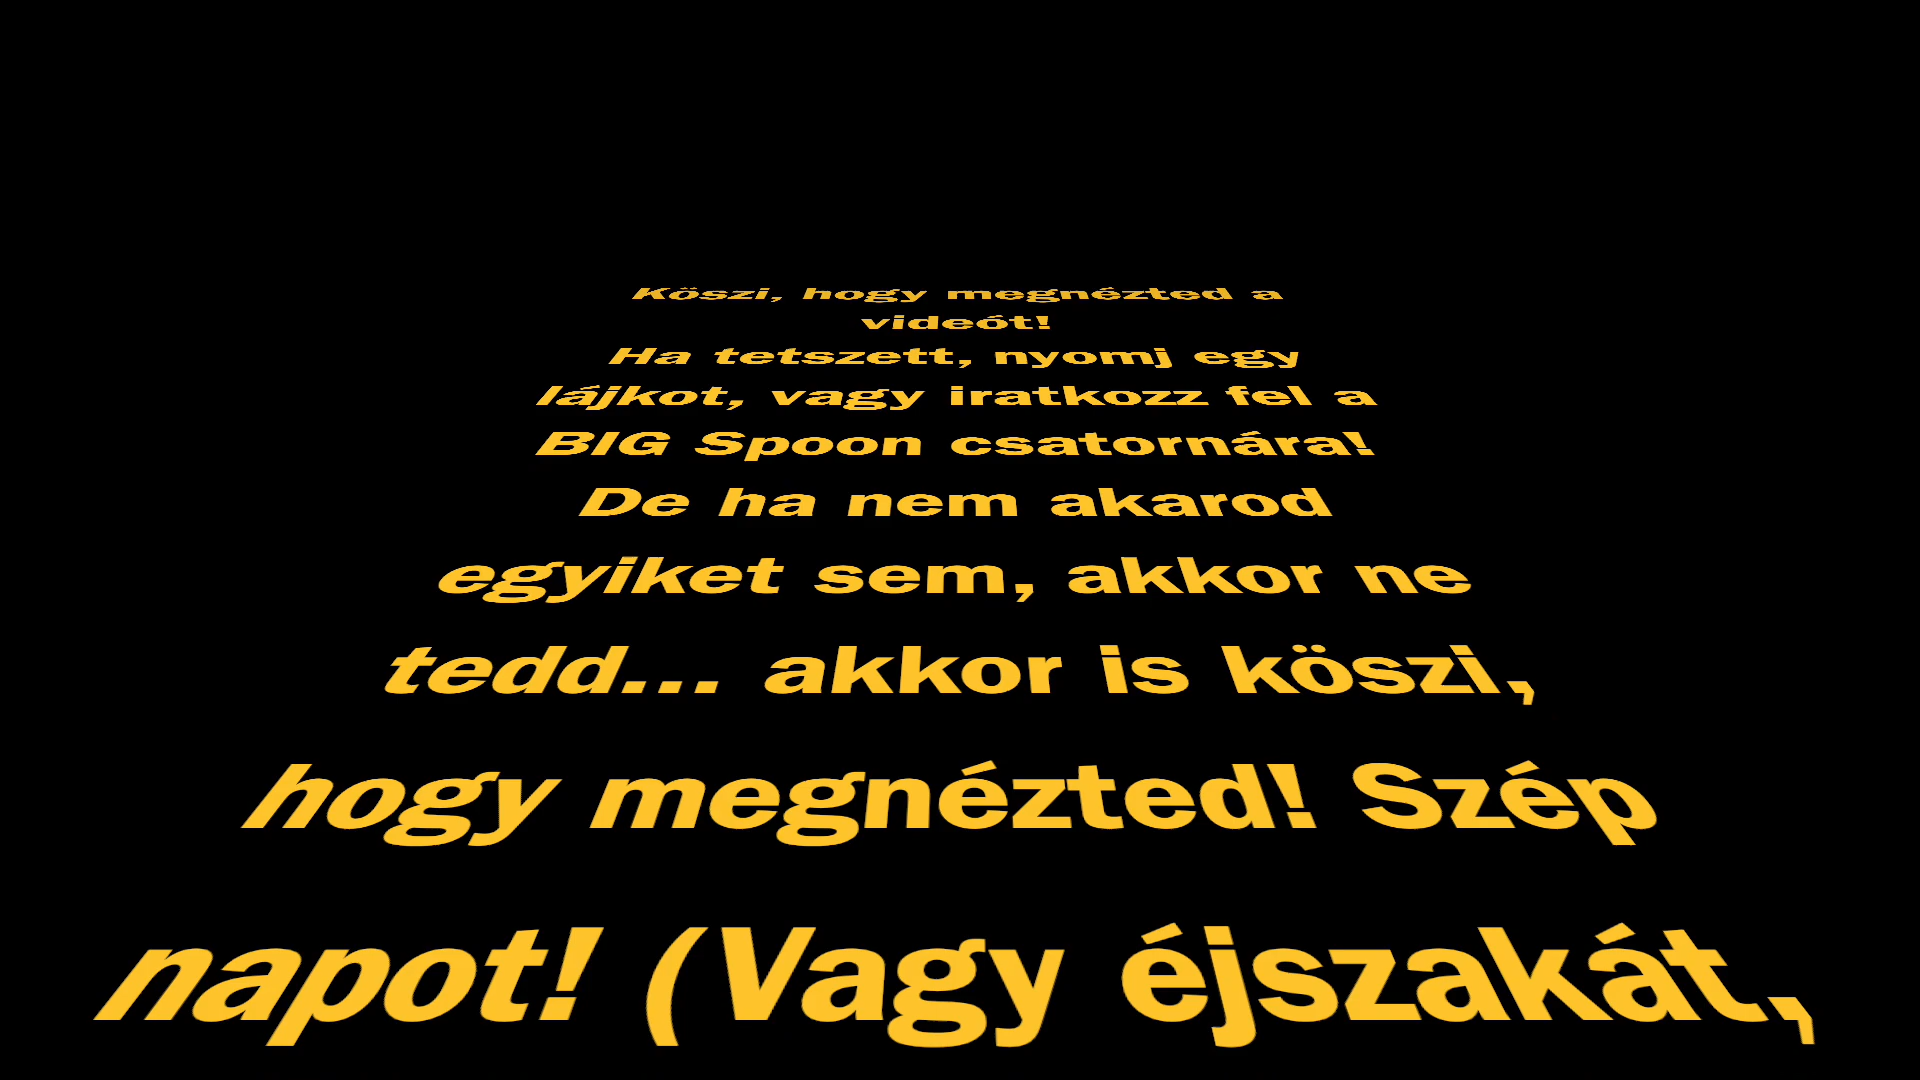 Köszi, hogy megnézted a
videót!
Ha tetszett, nyomj egy
lájkot, vagy iratkozz fel a
BIG Spoon csatornára!
De ha nem akarod
egyiket sem, akkor ne
tedd... akkor is köszi,
hogy megnézted! Szép
napot! (Vagy éjszakát,